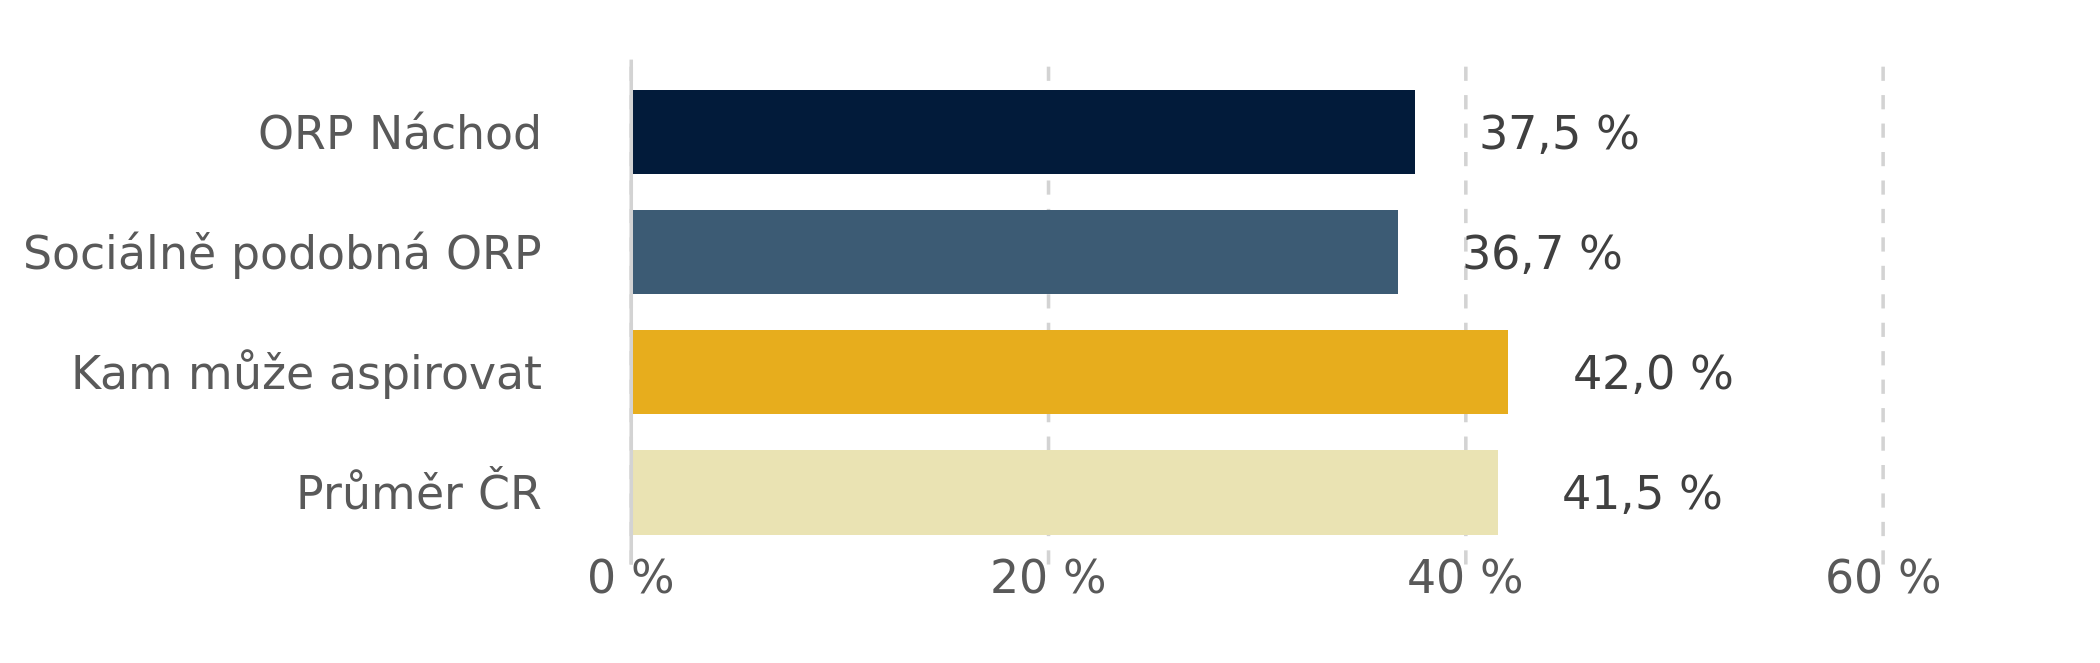 ORP Náchod 37,5 %
Sociálně podobná ORP 36,7 %
Kam může aspirovat 42,0 %
Průměr ČR 41,5 %
0 % 20 % 40 % 60 %